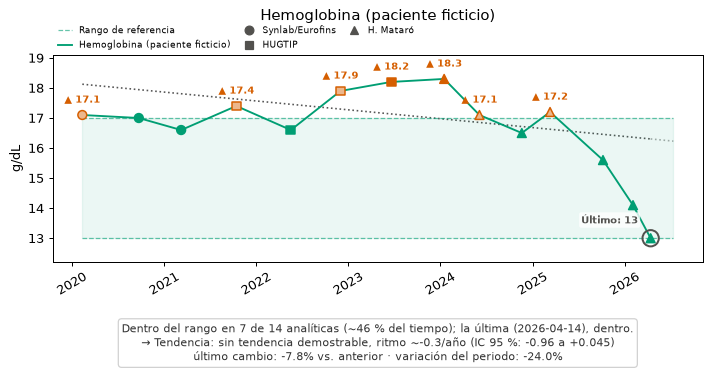 Hemoglobina (paciente ficticio)
Rango de referencia
Hemoglobina (paciente ficticio)
Synlab/Eurofins
HUGTIP
H. Mataró
g/dL
19
18
17
16
15
14
13
▲ 17.1
▲ 17.4
▲ 17.9
▲ 18.2
▲ 18.3
▲ 17.1
▲ 17.2
Último: 13
2020
2021
2022
2023
2024
2025
2026
Dentro del rango en 7 de 14 analíticas (~46 % del tiempo); la última (2026-04-14), dentro.
→ Tendencia: sin tendencia demostrable, ritmo ~-0.3/año (IC 95 %: -0.96 a +0.045)
último cambio: -7.8% vs. anterior · variación del periodo: -24.0%